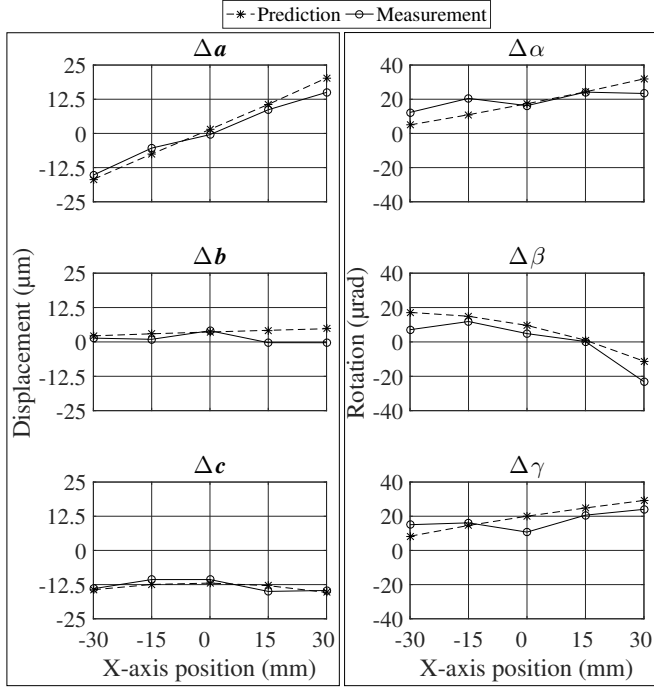 Prediction Measurement
Δa
25
12.5
0
-12.5
-25
Δb
25
12.5
0
-12.5
-25
Δc
25
12.5
0
-12.5
-25
-30 -15 0 15 30
X-axis position (mm)
Displacement (μm)
Δα
40
20
0
-20
-40
Δβ
40
20
0
-20
-40
Δγ
40
20
0
-20
-40
-30 -15 0 15 30
X-axis position (mm)
Rotation (μrad)